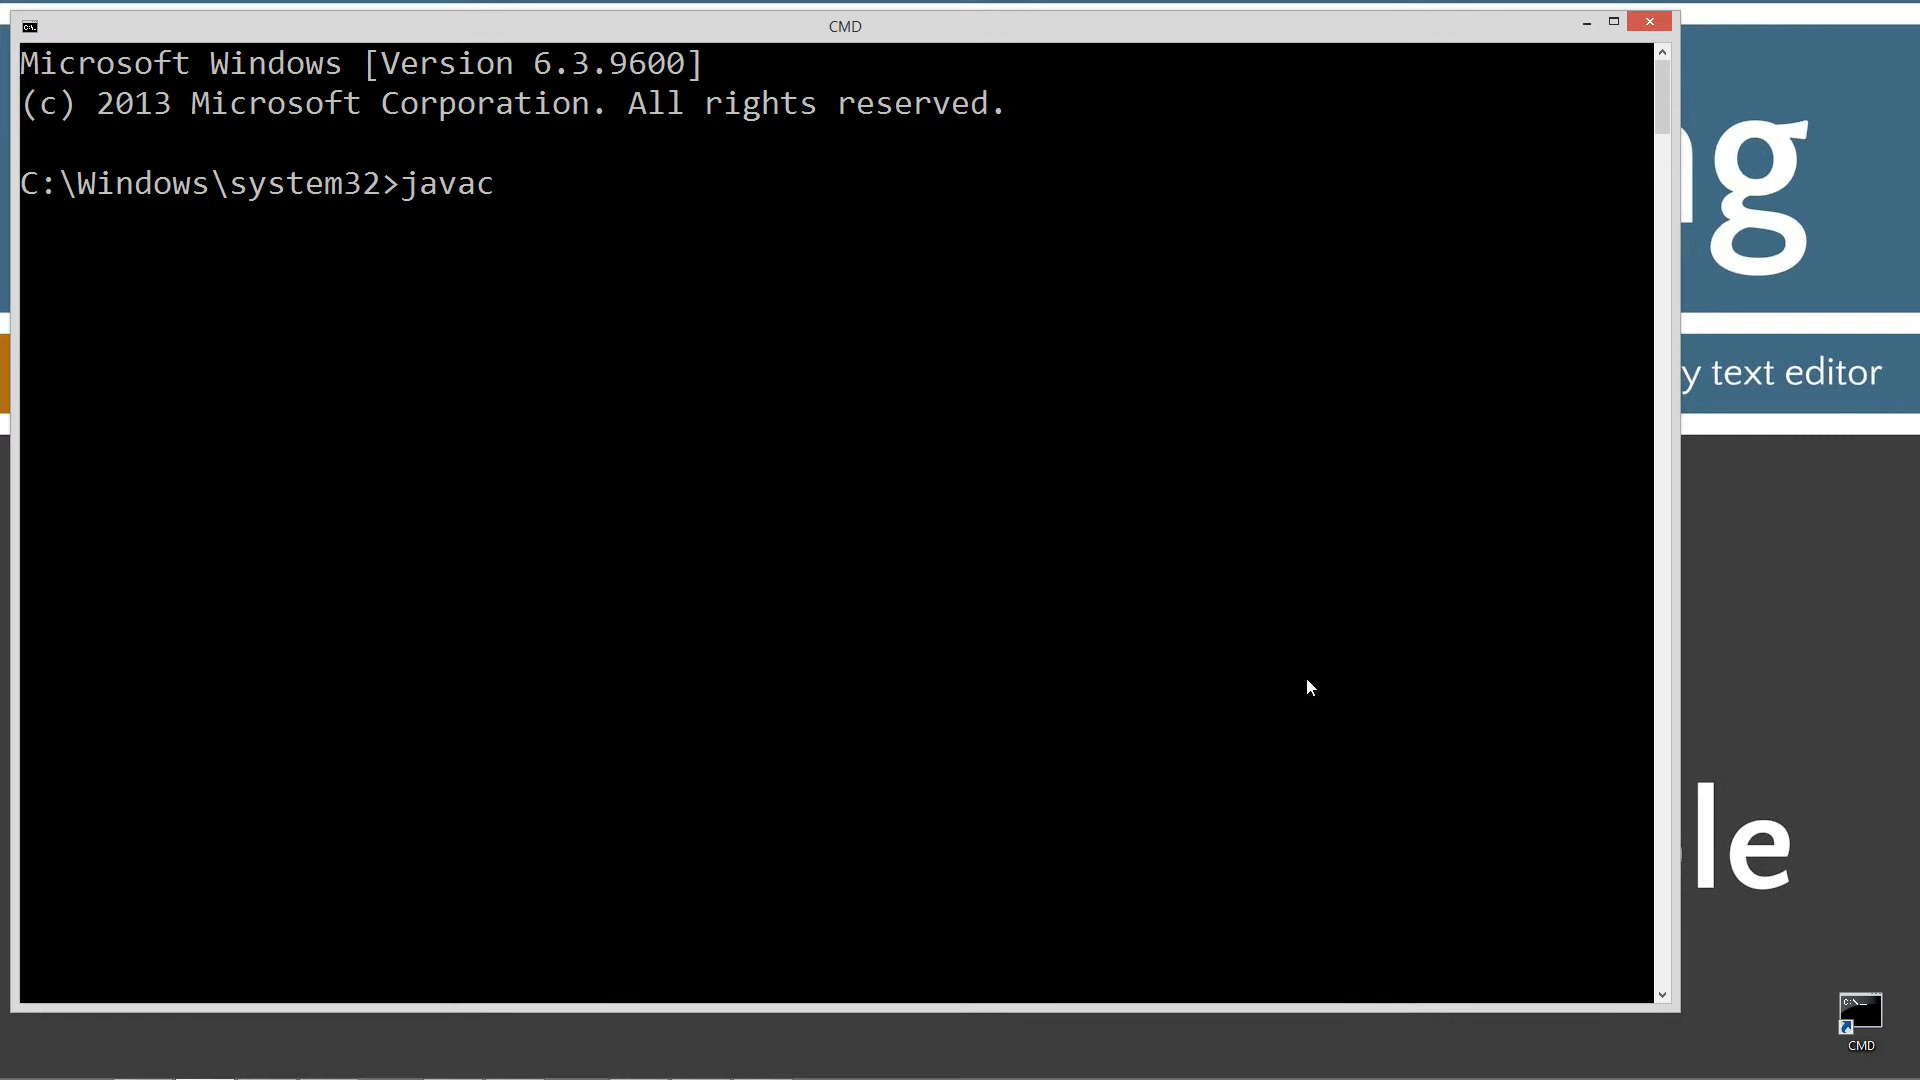 CMD
Microsoft Windows [Version 6.3.9600]
(c) 2013 Microsoft Corporation. All rights reserved.
C:\Windows\system32>javac
g
y text editor
le
C:\_
CMD